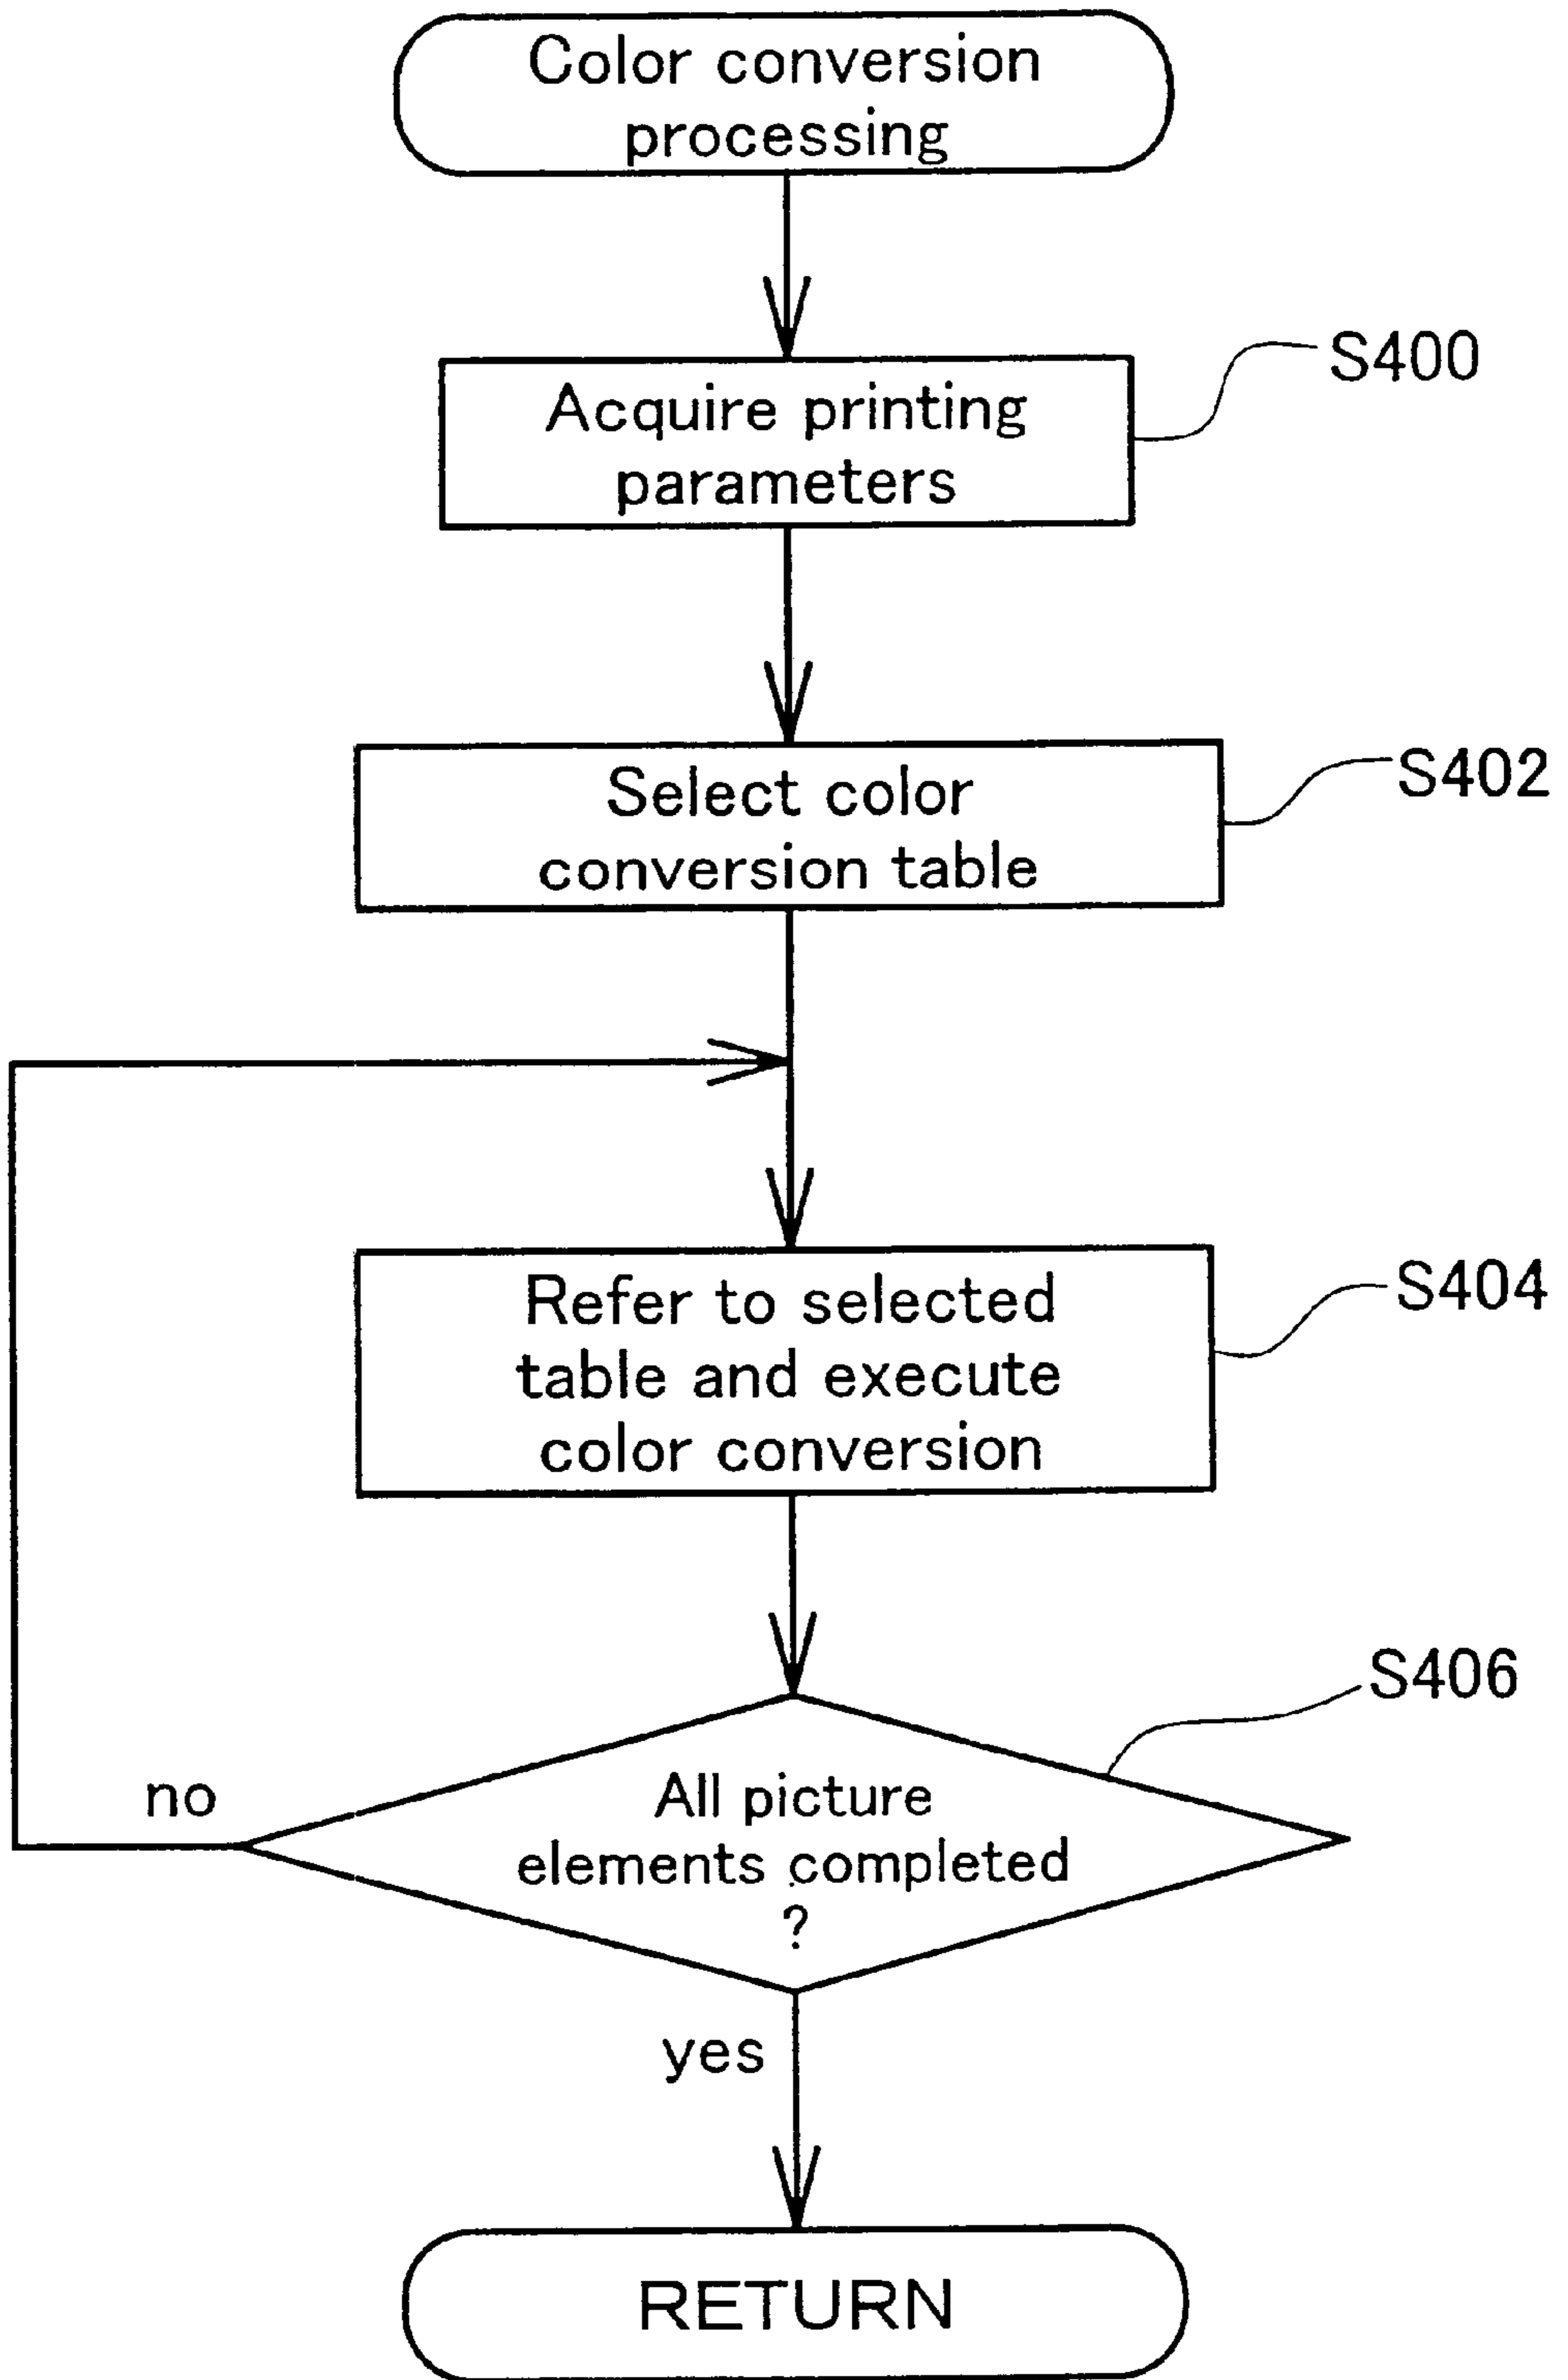 Color conversion
processing
S400
Acquire printing
parameters
S402
Select color
conversion table
S404
Refer to selected
table and execute
color conversion
S406
All picture
elements completed
?
no
yes
RETURN